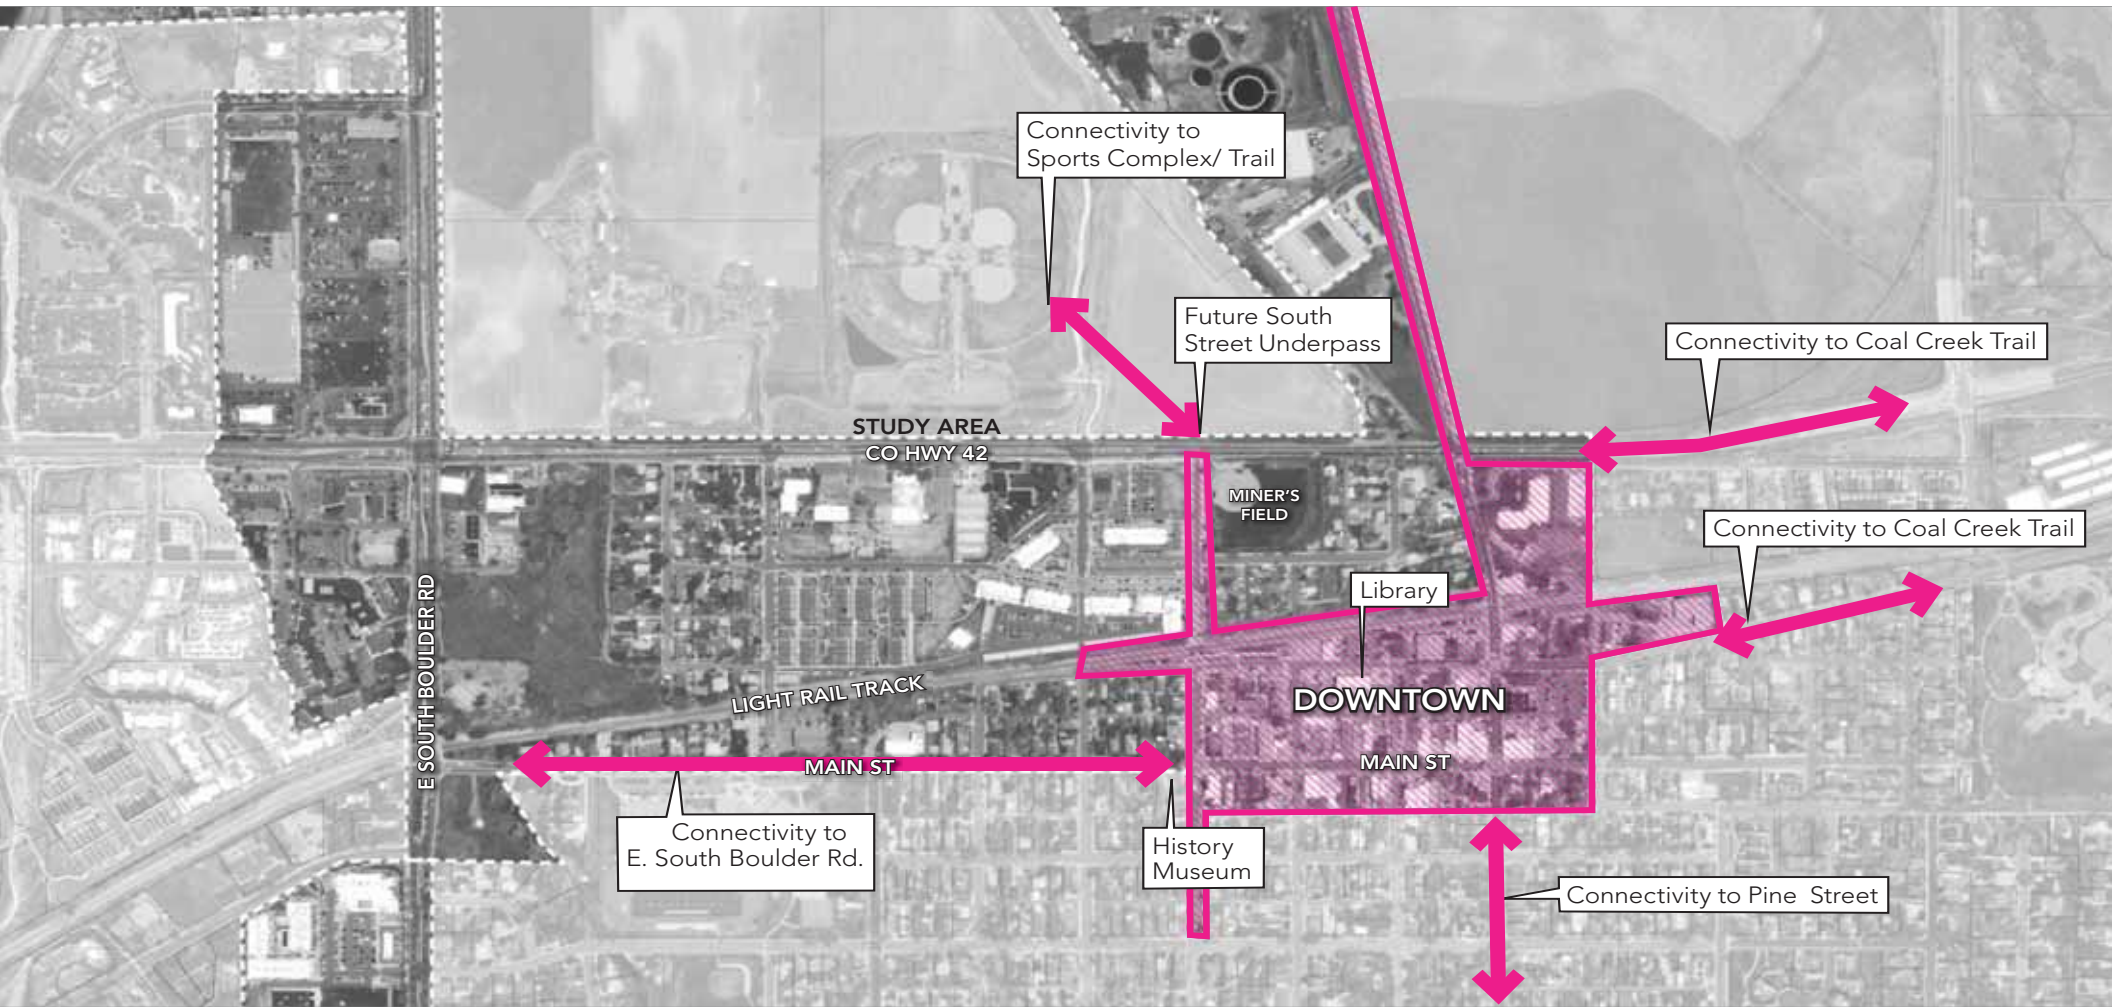 Connectivity to
Sports Complex/ Trail
Future South
Street Underpass
Connectivity to Coal Creek Trail
STUDY AREA
CO HWY 42
MINER'S
FIELD
Connectivity to Coal Creek Trail
Library
E SOUTH BOULDER RD
LIGHT RAIL TRACK
DOWNTOWN
MAIN ST
MAIN ST
Connectivity to
E. South Boulder Rd.
History
Museum
Connectivity to Pine  Street